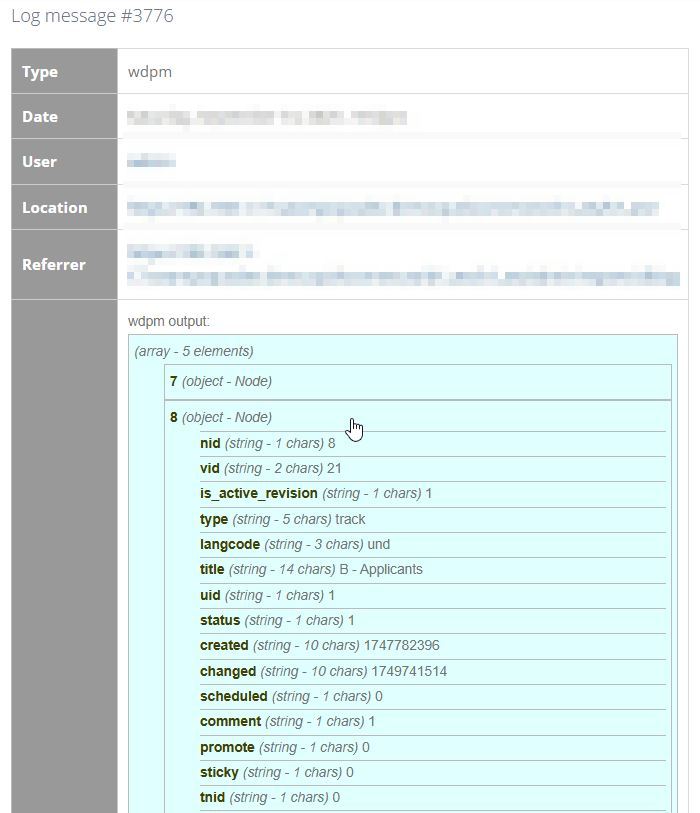 Log message #3776
Type wdpm
Date
User
Location
Referrer
wdpm output:
(array - 5 elements)
7 (object - Node)
8 (object - Node)
nid (string - 1 chars) 8
vid (string - 2 chars) 21
is_active_revision (string - 1 chars) 1
type (string - 5 chars) track
langcode (string - 3 chars) und
title (string - 14 chars) B - Applicants
uid (string - 1 chars) 1
status (string - 1 chars) 1
created (string - 10 chars) 1747782396
changed (string - 10 chars) 1749741514
scheduled (string - 1 chars) 0
comment (string - 1 chars) 1
promote (string - 1 chars) 0
sticky (string - 1 chars) 0
tnid (string - 1 chars) 0